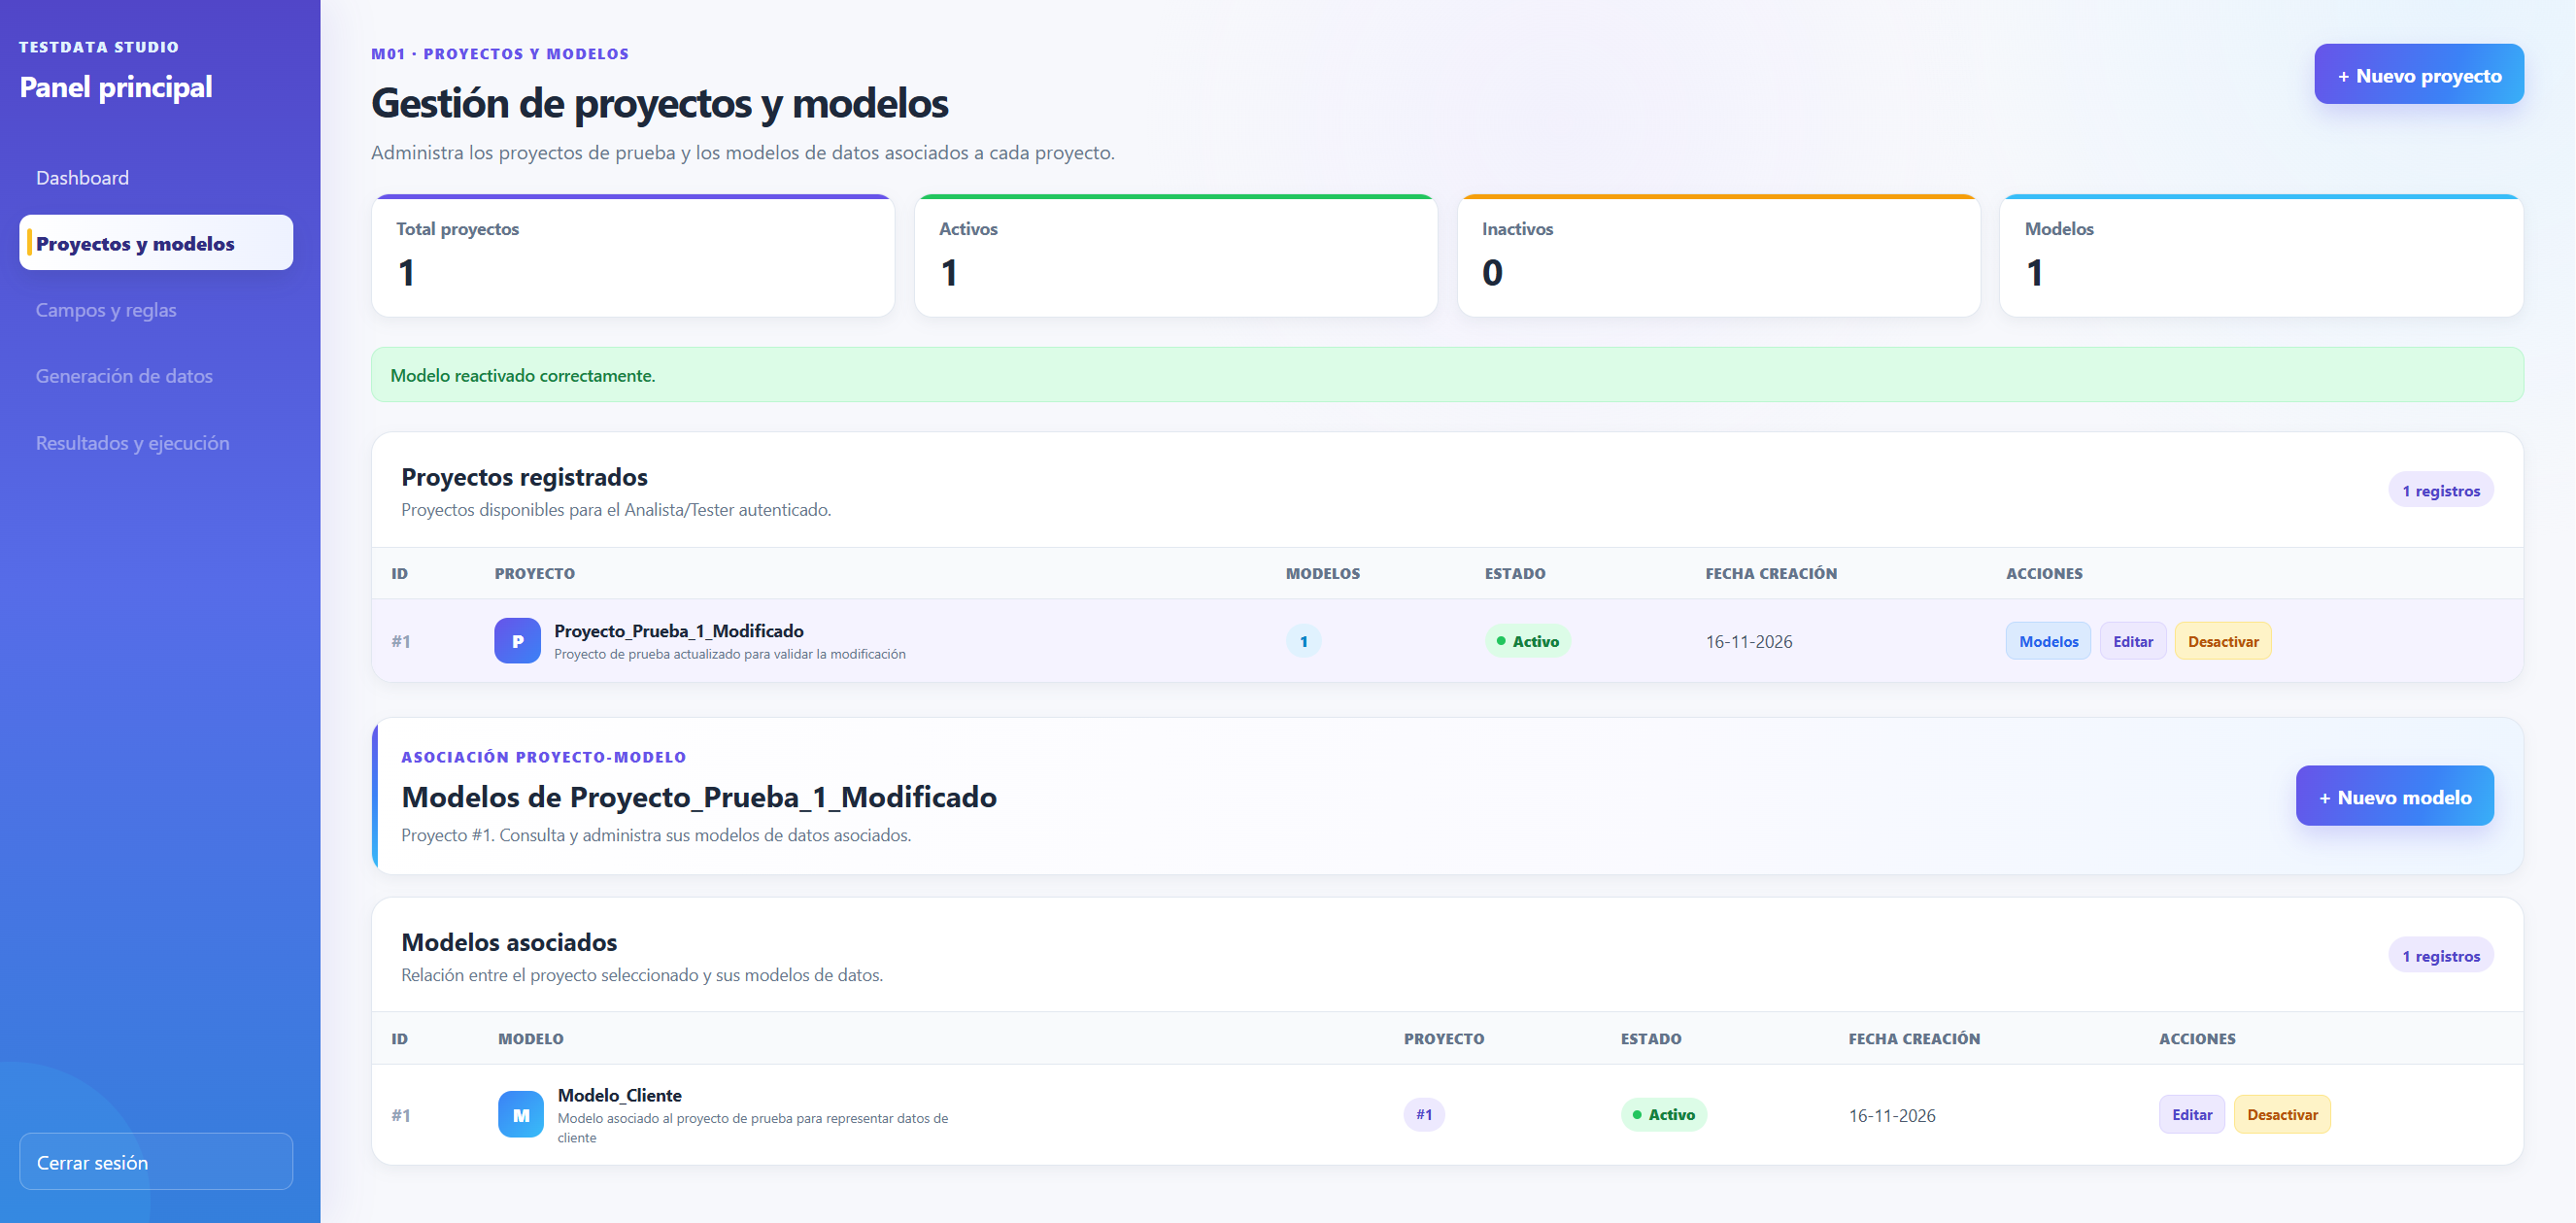 TESTDATA STUDIO
Panel principal
Dashboard
Proyectos y modelos
Campos y reglas
Generación de datos
Resultados y ejecución
Cerrar sesión
M01 · PROYECTOS Y MODELOS
Gestión de proyectos y modelos
Administra los proyectos de prueba y los modelos de datos asociados a cada proyecto.
+ Nuevo proyecto
Total proyectos
1
Activos
1
Inactivos
0
Modelos
1
Modelo reactivado correctamente.
Proyectos registrados
Proyectos disponibles para el Analista/Tester autenticado.
1 registros
ID PROYECTO MODELOS ESTADO FECHA CREACIÓN ACCIONES
#1 P Proyecto_Prueba_1_Modificado 1 Activo 16-11-2026 Modelos Editar Desactivar
Proyecto de prueba actualizado para validar la modificación
ASOCIACIÓN PROYECTO-MODELO
Modelos de Proyecto_Prueba_1_Modificado
Proyecto #1. Consulta y administra sus modelos de datos asociados.
+ Nuevo modelo
Modelos asociados
Relación entre el proyecto seleccionado y sus modelos de datos.
1 registros
ID MODELO PROYECTO ESTADO FECHA CREACIÓN ACCIONES
#1 M Modelo_Cliente #1 Activo 16-11-2026 Editar Desactivar
Modelo asociado al proyecto de prueba para representar datos de
cliente